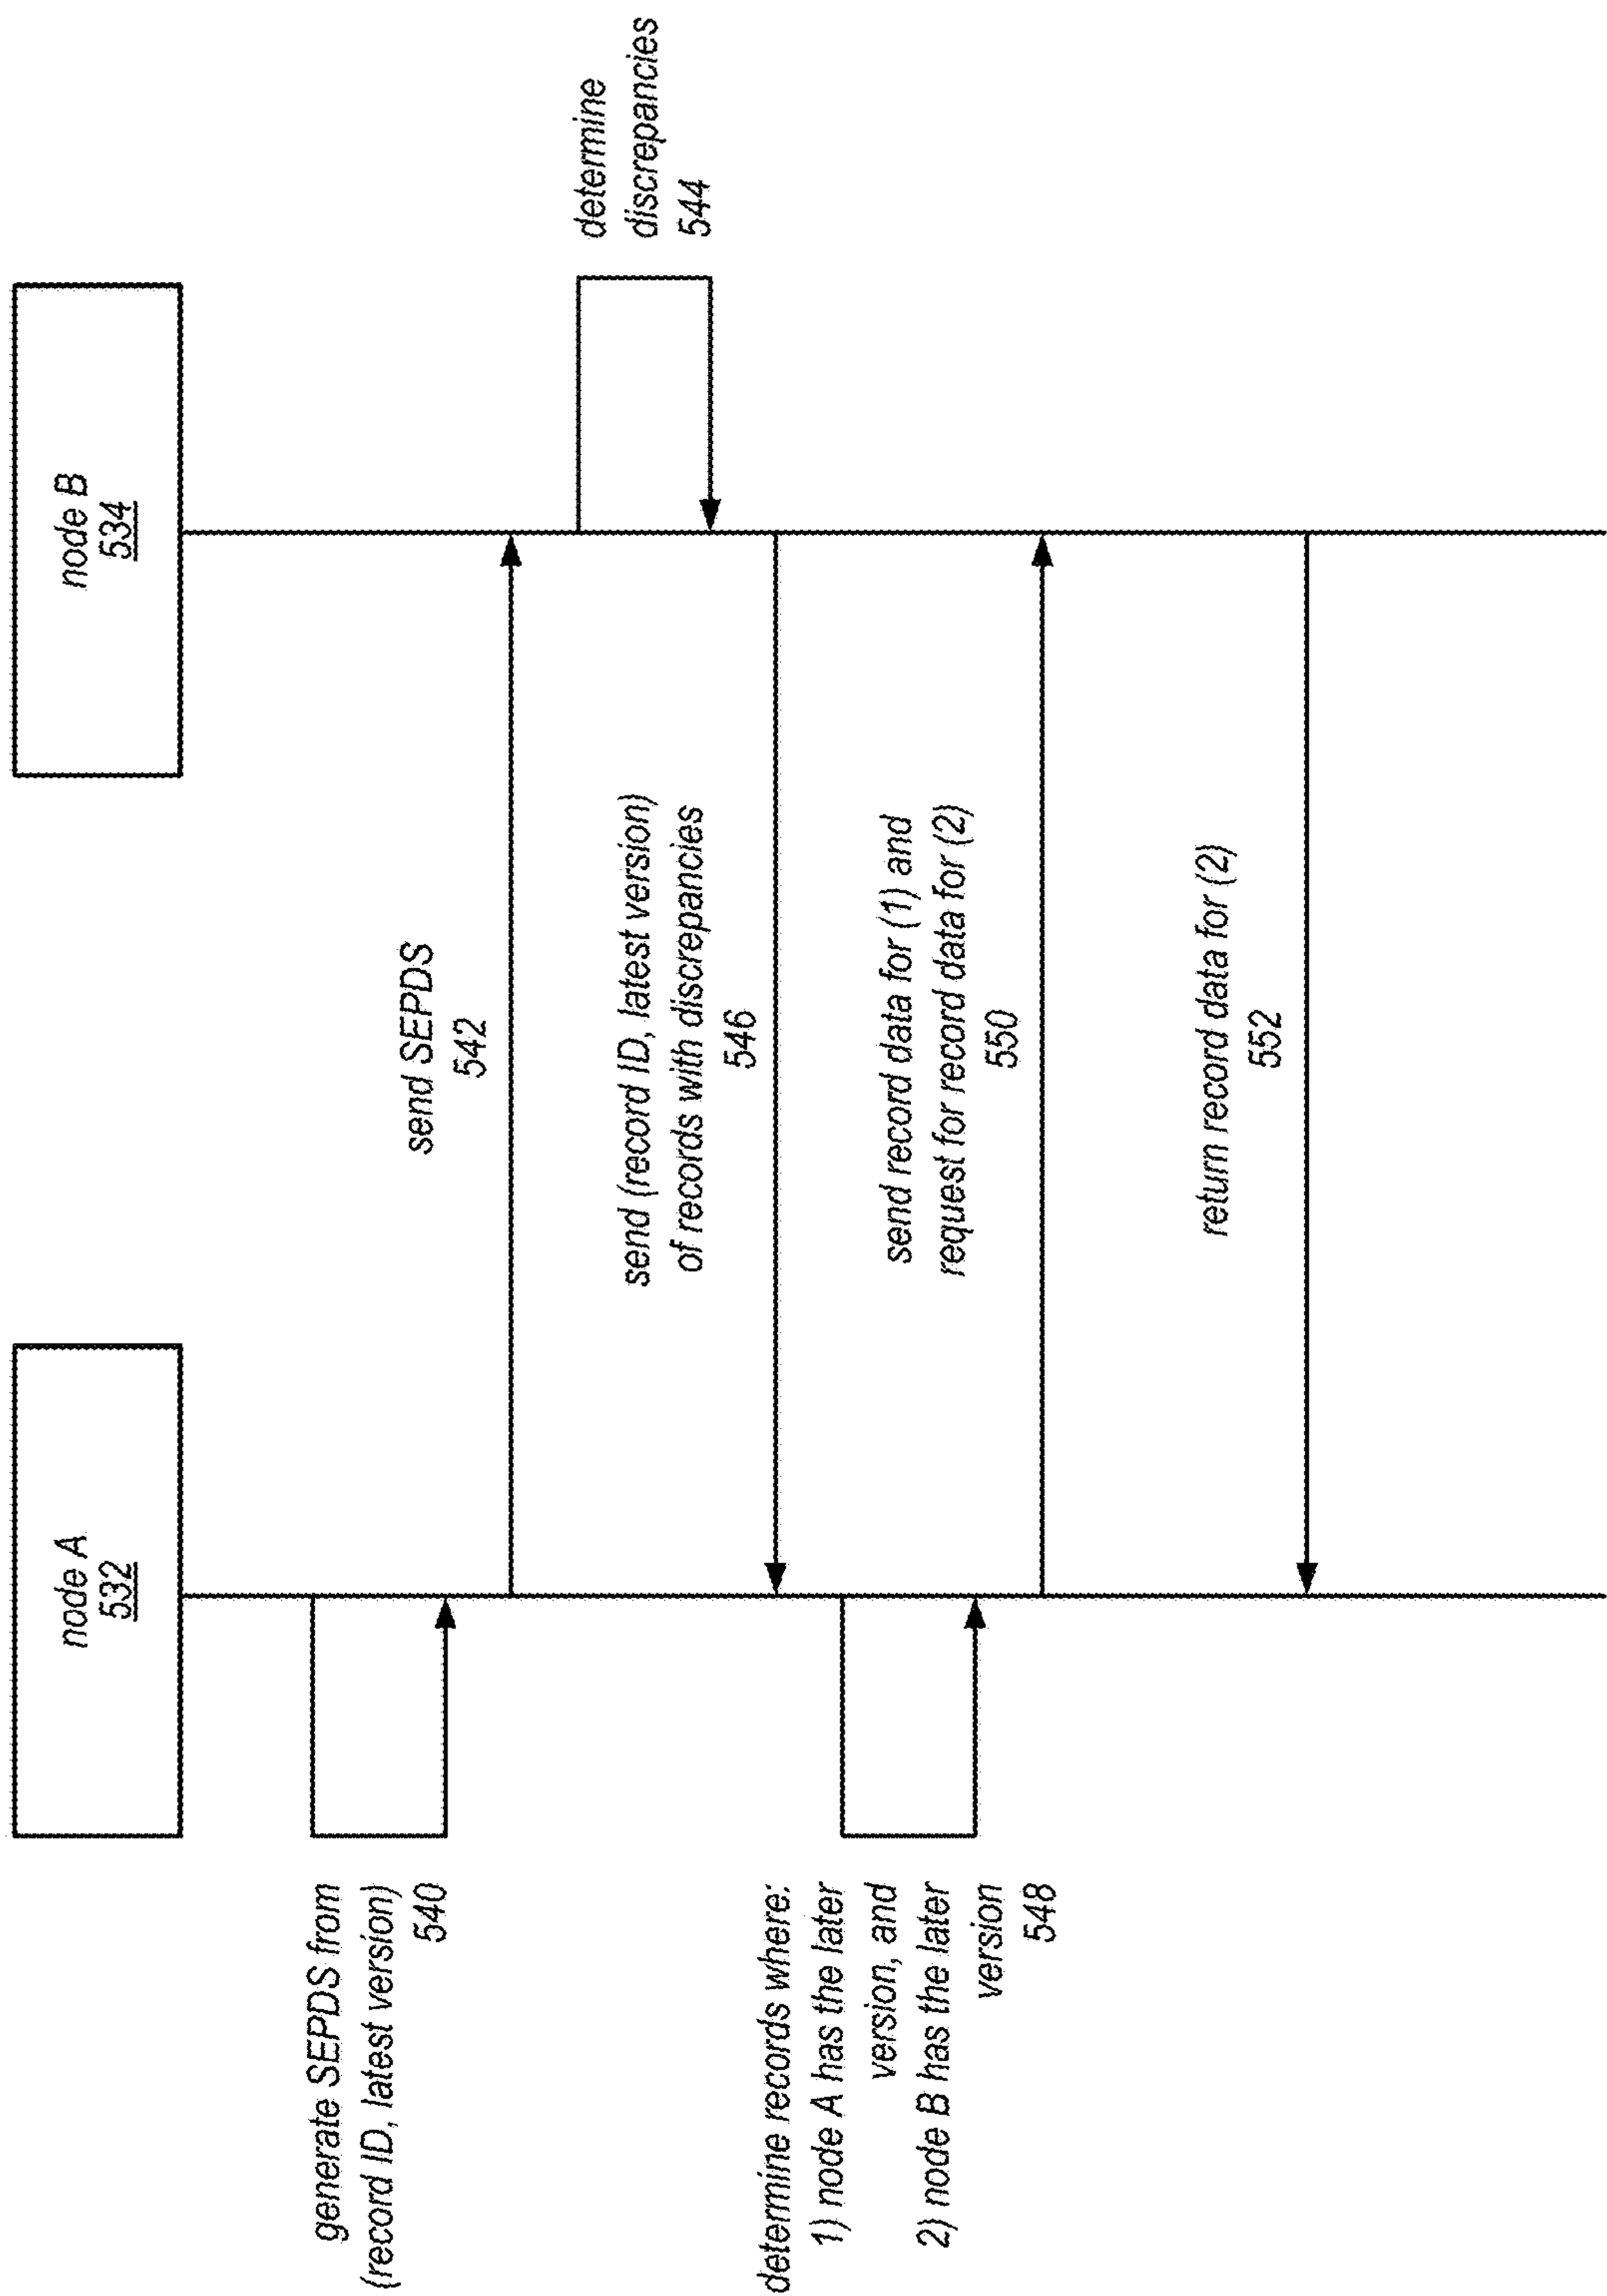 node A
532
node B
534
generate SEPDS from
(record ID, latest version)
540
send SEPDS
542
determine
discrepancies
544
send (record ID, latest version)
of records with discrepancies
546
determine records where:
1) node A has the later
version, and
2) node B has the later
version
548
send record data for (1) and
request for record data for (2)
550
return record data for (2)
552